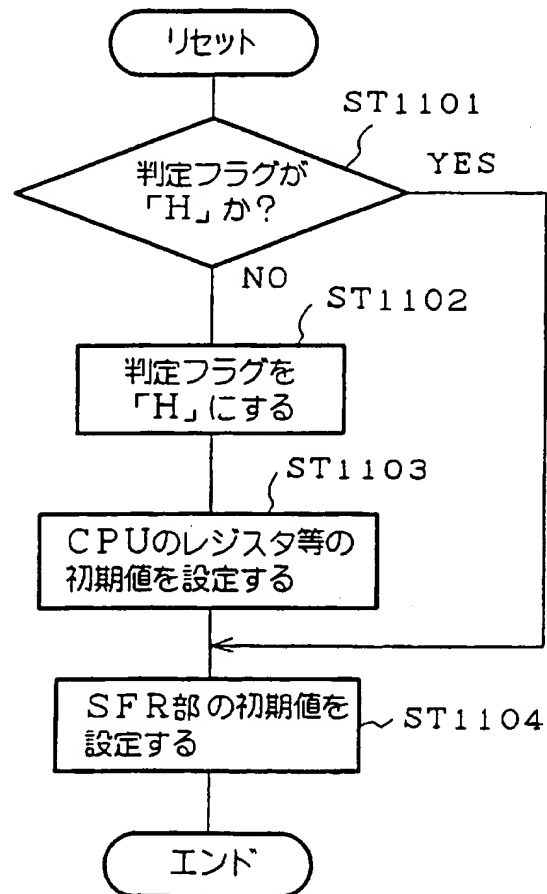 リセット
ST1101
判定フラグが
「H」か?
YES
NO
ST1102
判定フラグを
「H」にする
ST1103
CPUのレジスタ等の
初期値を設定する
SFR部の初期値を
設定する
ST1104
エンド